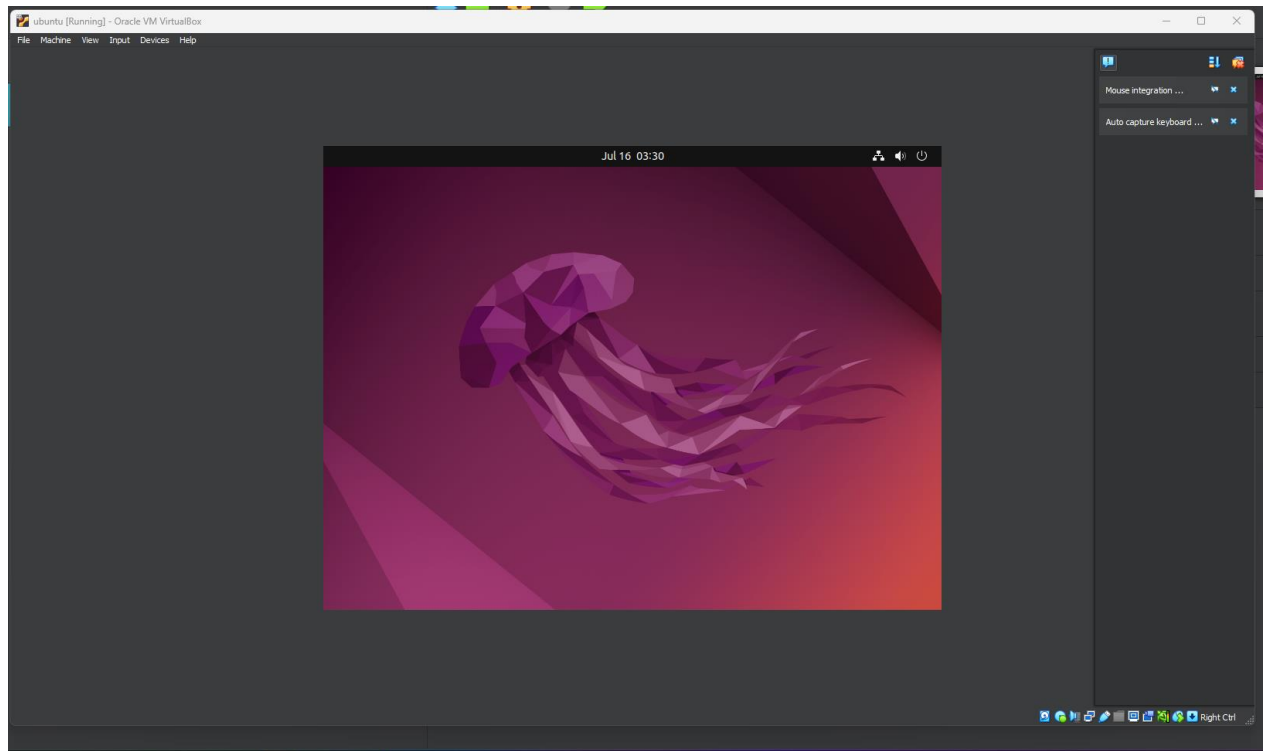 ubuntu [Running] - Oracle VM VirtualBox
File Machine View Input Devices Help
Mouse integration ...
Auto capture keyboard ...
Jul 16 03:30
Right Ctrl